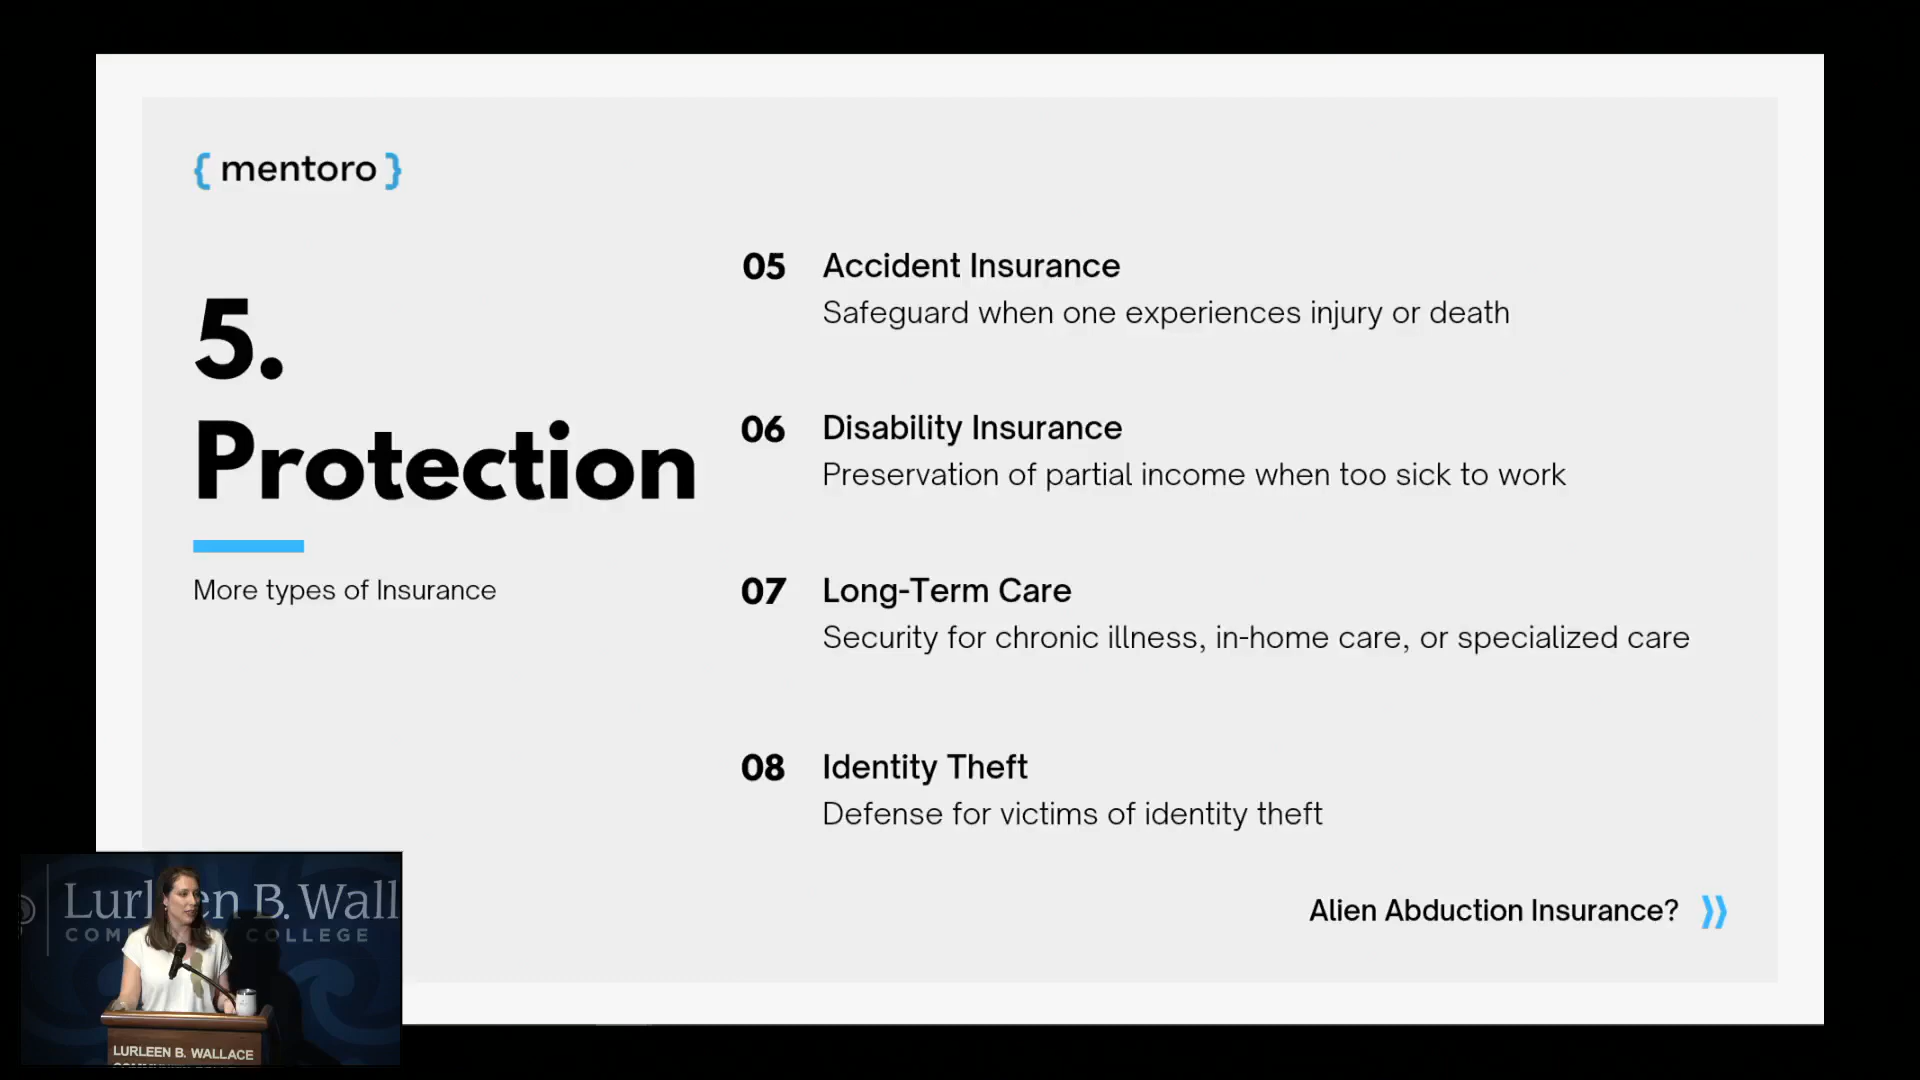 { mentoro }
5.
Protection
More types of Insurance
05 Accident Insurance
Safeguard when one experiences injury or death
06 Disability Insurance
Preservation of partial income when too sick to work
07 Long-Term Care
Security for chronic illness, in-home care, or specialized care
08 Identity Theft
Defense for victims of identity theft
Alien Abduction Insurance? ⟫
Lurleen B. Wall
COMM Y COLLEGE
LURLEEN B. WALLACE